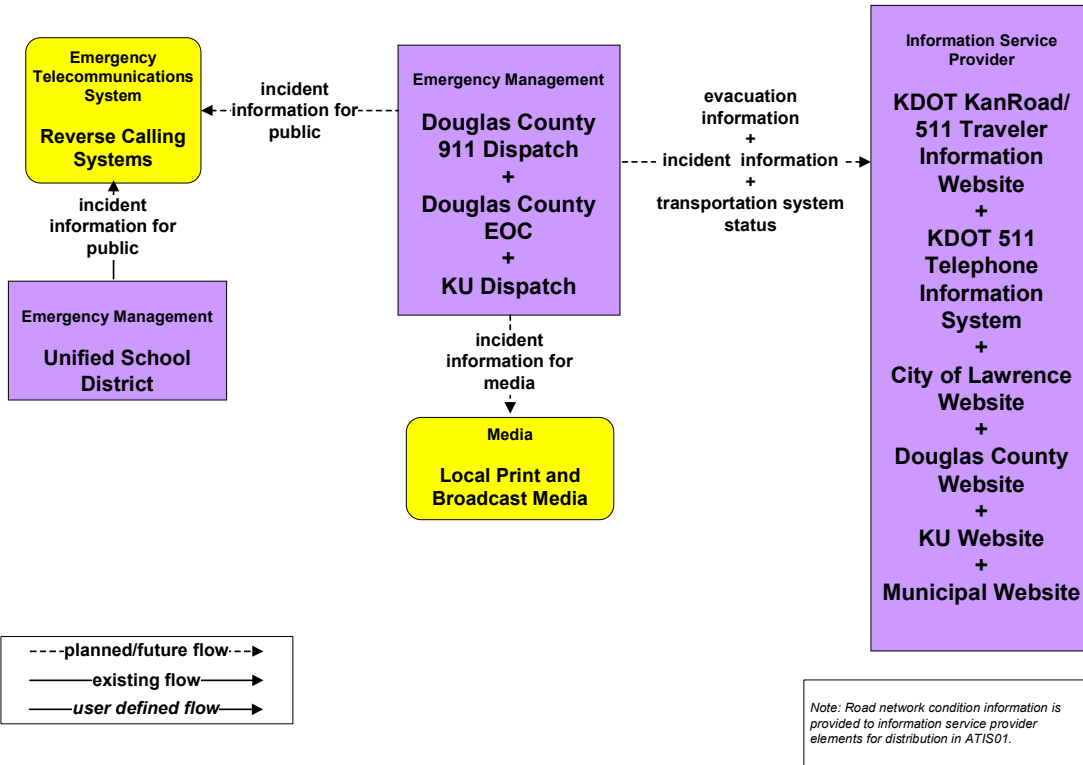 Emergency
Telecommunications
System
Reverse Calling
Systems
incident
information for
public
Emergency Management
Unified School
District
incident
information for
public
Emergency Management
Douglas County
911 Dispatch
+
Douglas County
EOC
+
KU Dispatch
incident
information for
media
Media
Local Print and
Broadcast Media
evacuation
information
+
incident information
+
transportation system
status
Information Service
Provider
KDOT KanRoad/
511 Traveler
Information
Website
+
KDOT 511
Telephone
Information
System
+
City of Lawrence
Website
+
Douglas County
Website
+
KU Website
+
Municipal Website
planned/future flow
existing flow
user defined flow
Note: Road network condition information is
provided to information service provider
elements for distribution in ATIS01.